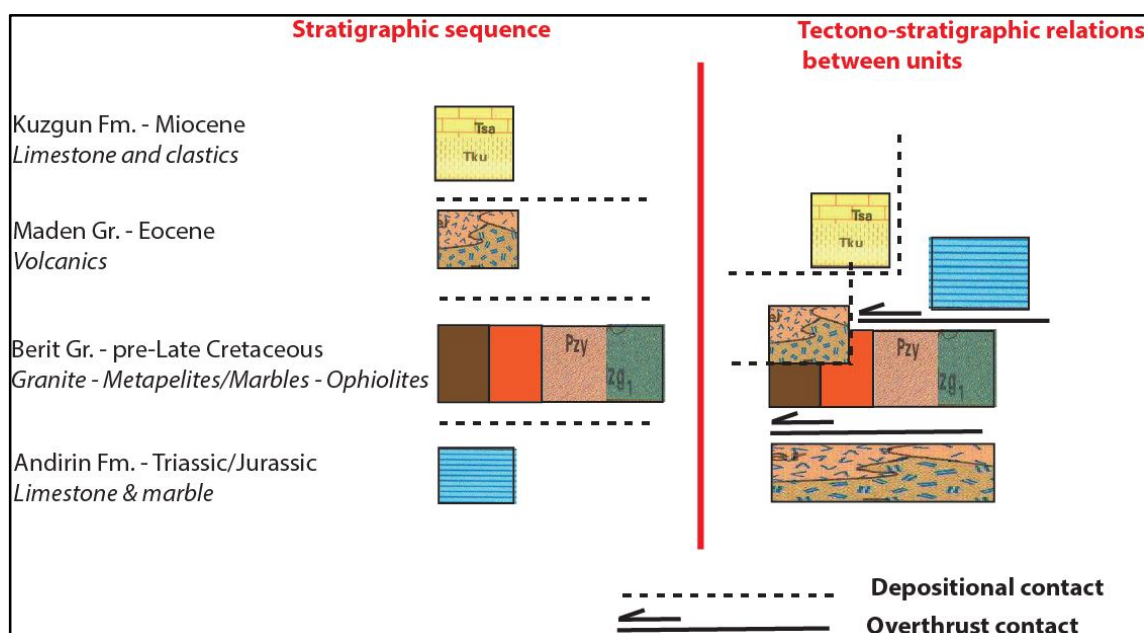 Stratigraphic sequence
Tectono-stratigraphic relations
between units
Kuzgun Fm. - Miocene
Limestone and clastics
Tsa
Tku
Maden Gr. - Eocene
Volcanics
Berit Gr. - pre-Late Cretaceous
Granite - Metapelites/Marbles - Ophiolites
Pzy
zg1
Andirin Fm. - Triassic/Jurassic
Limestone & marble
Tsa
Tku
Pzy
zg1
Depositional contact
Overthrust contact